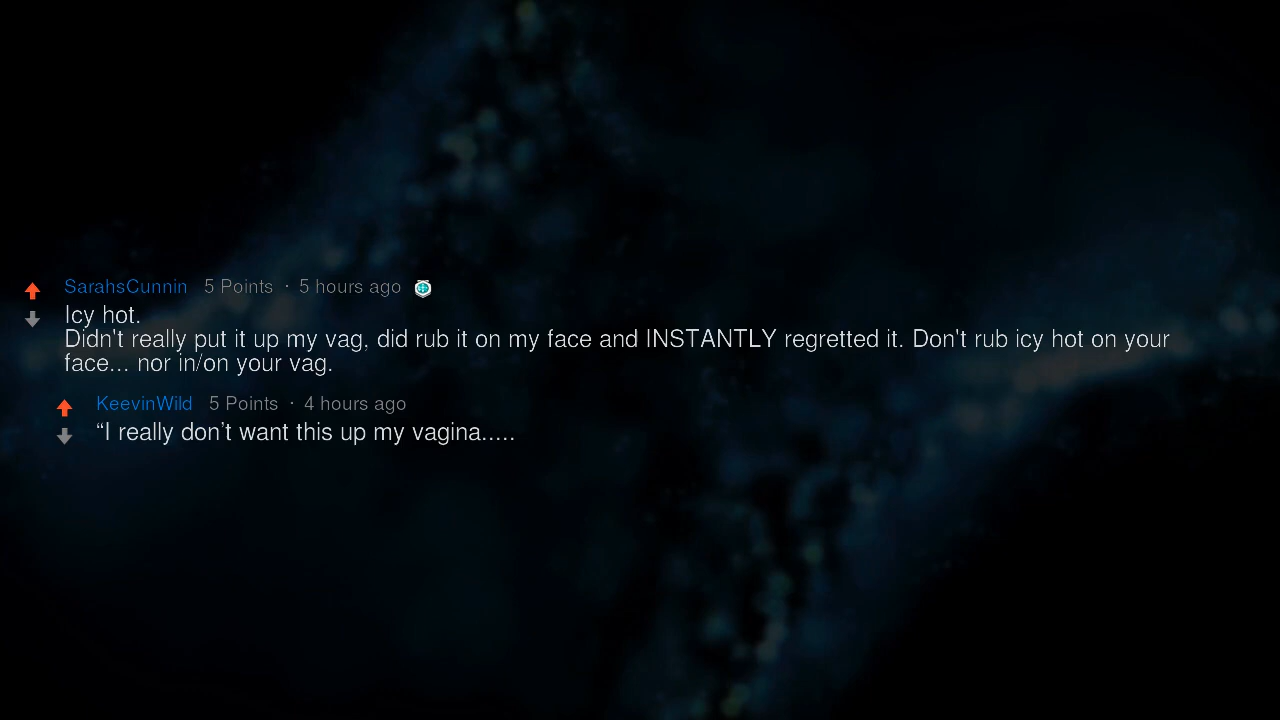 SarahsCunnin 5 Points · 5 hours ago
Icy hot.
Didn't really put it up my vag, did rub it on my face and INSTANTLY regretted it. Don't rub icy hot on your
face... nor in/on your vag.
KeevinWild 5 Points · 4 hours ago
“I really don’t want this up my vagina.....